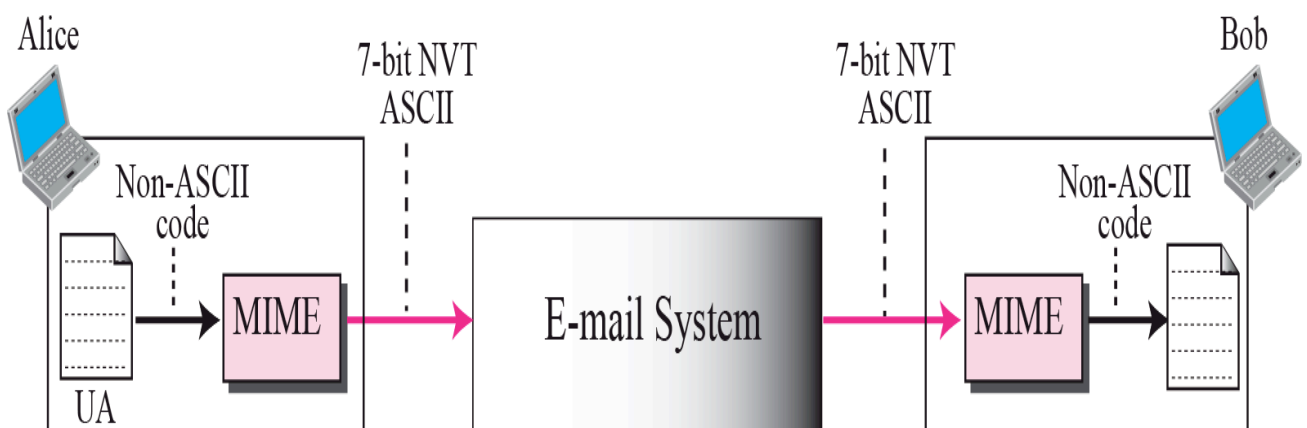 Alice
7-bit NVT
ASCII
7-bit NVT
ASCII
Bob
Non-ASCII
code
Non-ASCII
code
MIME
E-mail System
MIME
UA